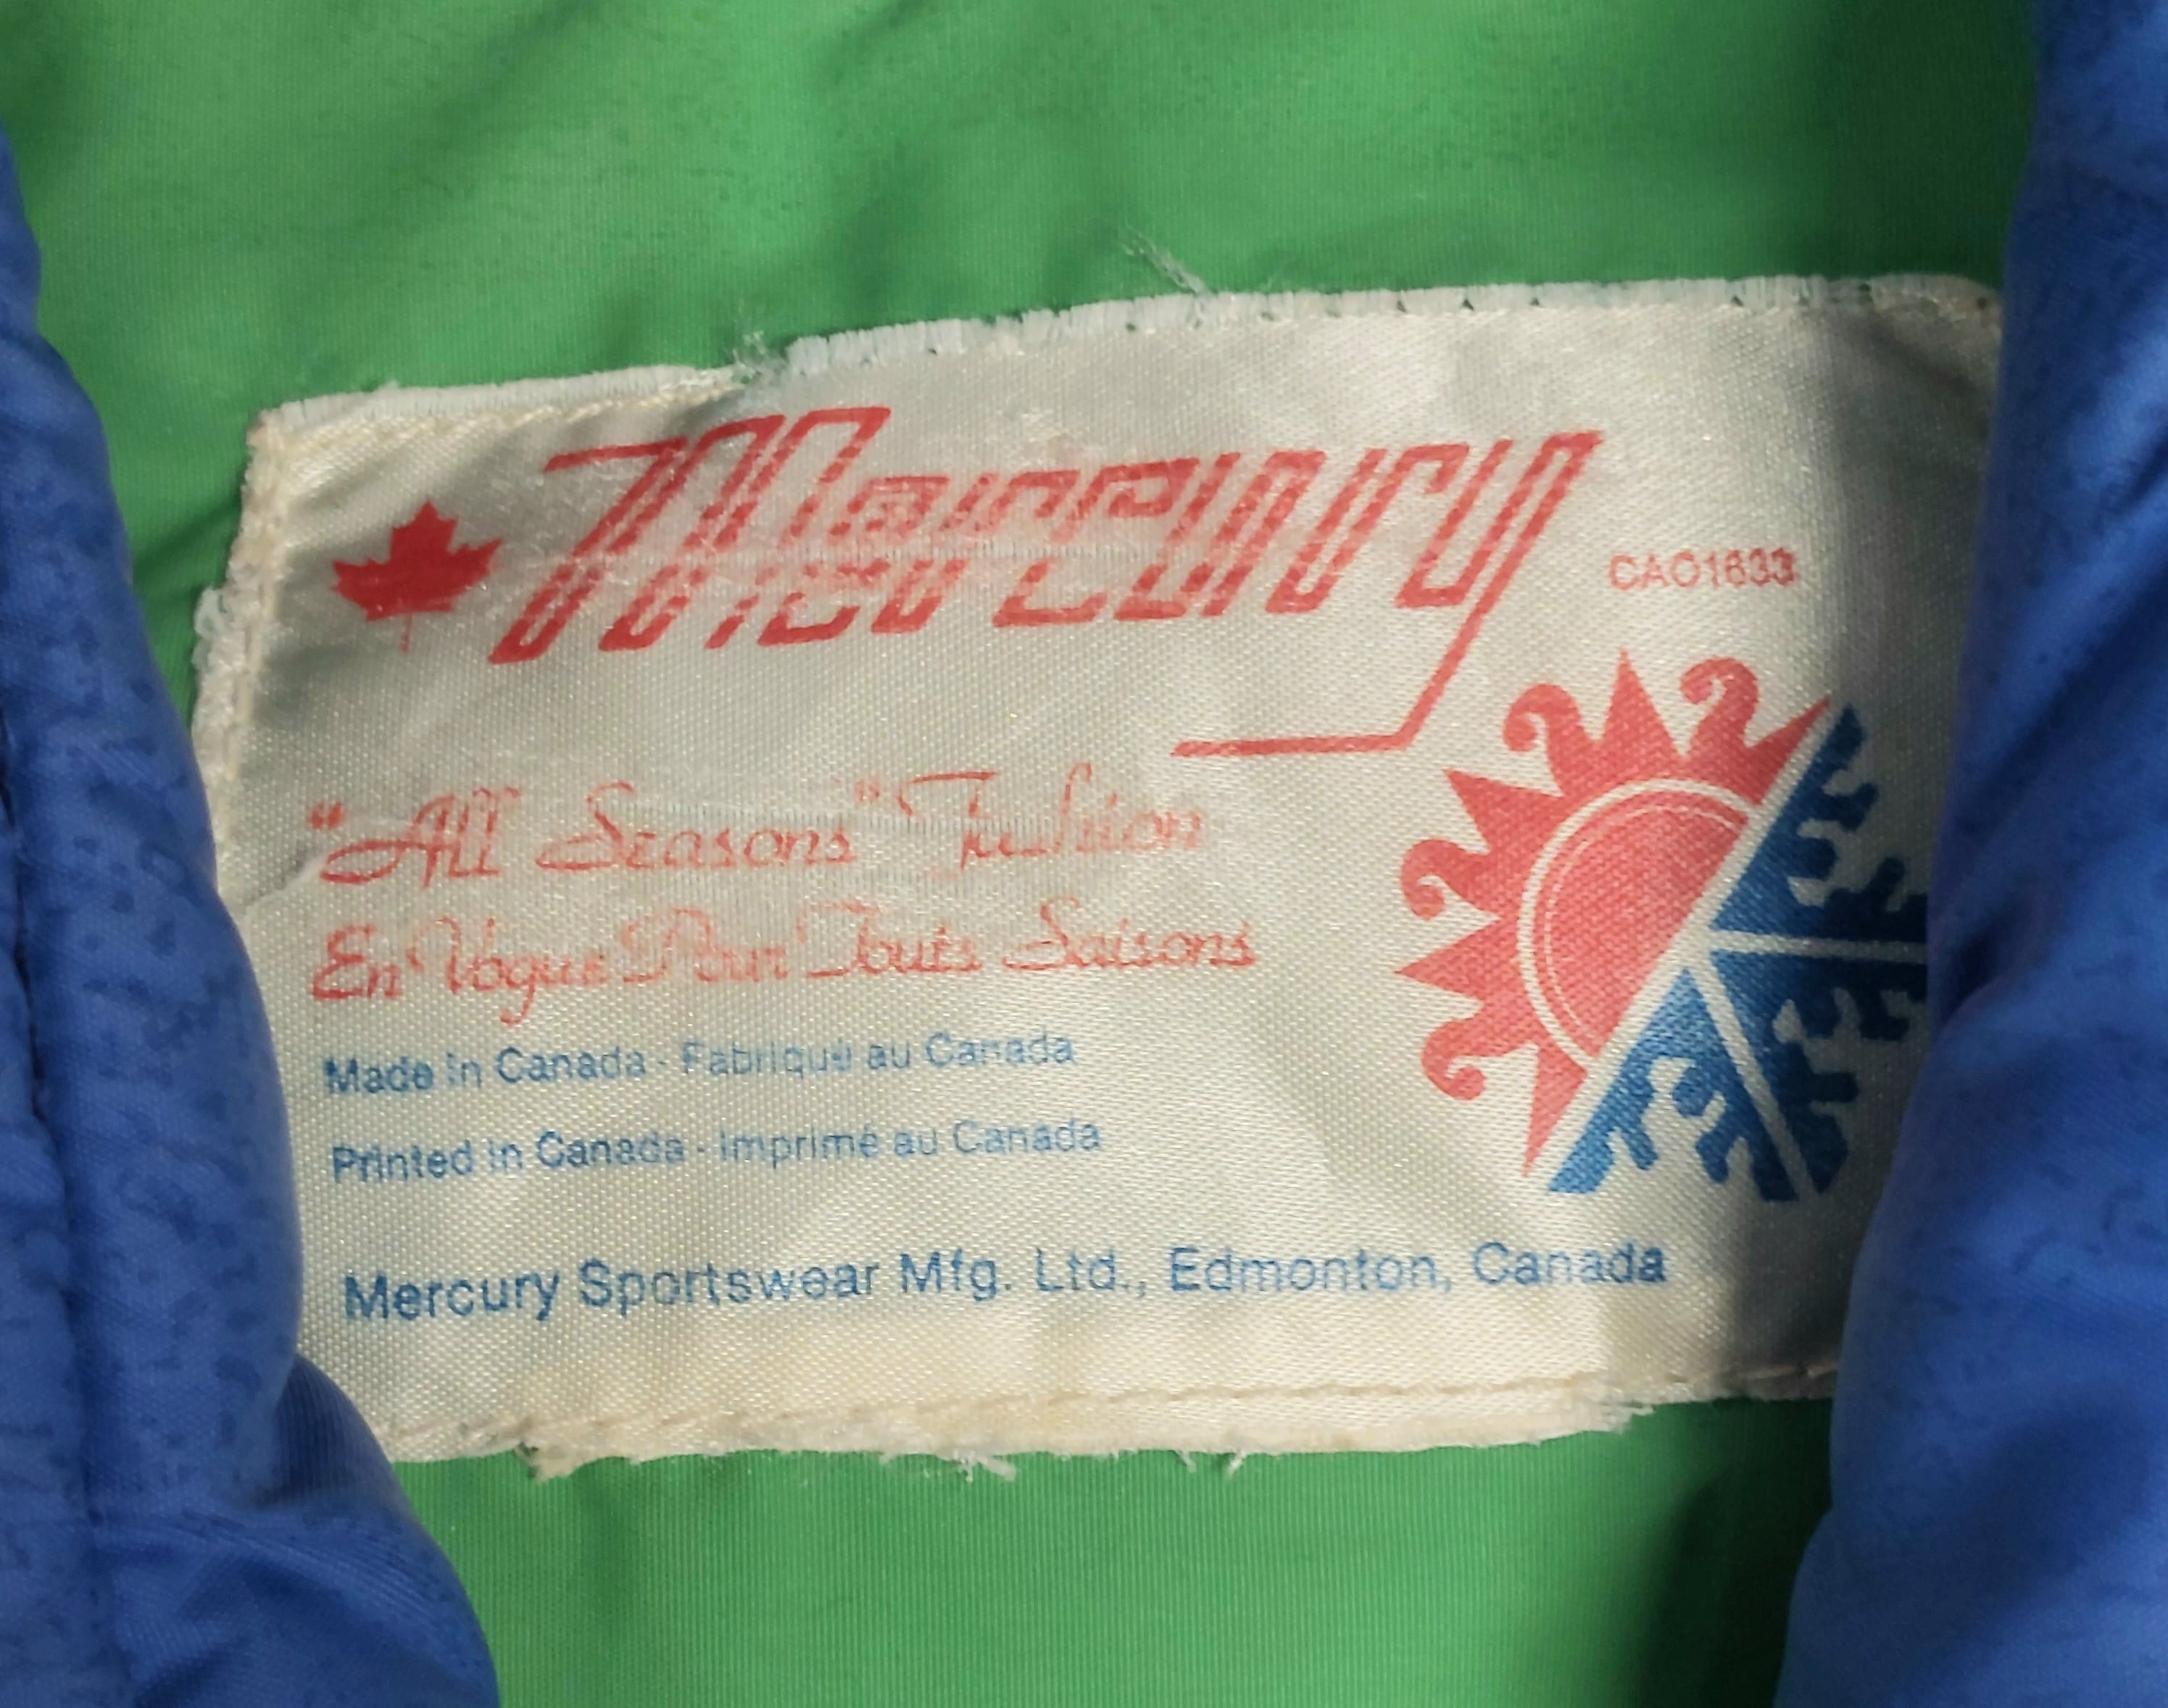 Mercury
CA01633
"All Seasons" Fashion
En Vogue Pour Touts Saisons
Made in Canada - Fabriqué au Canada
Printed in Canada - Imprimé au Canada
Mercury Sportswear Mfg. Ltd., Edmonton, Canada